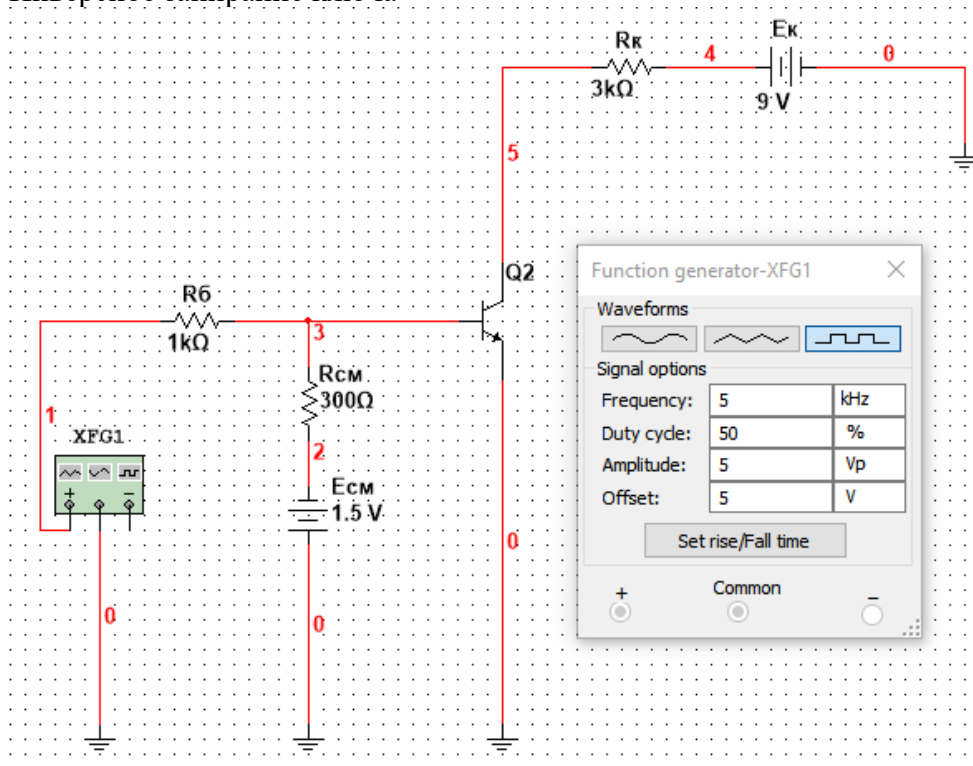 Rк
4
Eк
0
3kΩ
9 V
5
Q2
Rб
1kΩ
3
Rсм
300Ω
1
XFG1
2
Eсм
1.5 V
+
−
0
0
0
Function generator-XFG1
Waveforms
Signal options
Frequency: 5 kHz
Duty cycle: 50 %
Amplitude: 5 Vp
Offset: 5 V
Set rise/Fall time
+ Common −